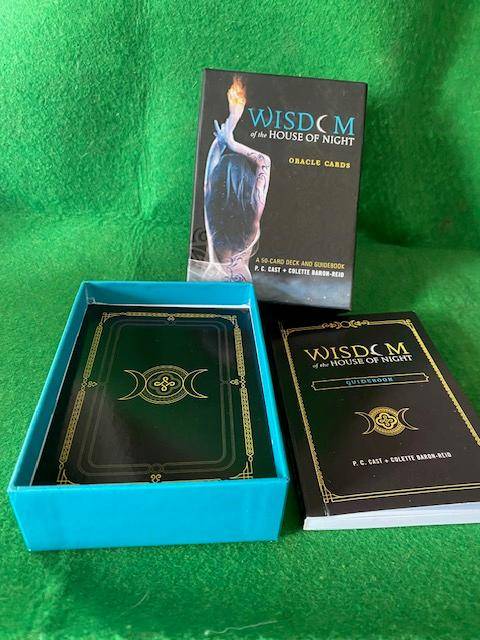 WISDOM
of the HOUSE OF NIGHT
ORACLE CARDS
A 50-CARD DECK AND GUIDEBOOK
P. C. CAST + COLETTE BARON-REID
WISDOM
of the HOUSE OF NIGHT
GUIDEBOOK
P. C. CAST + COLETTE BARON-REID